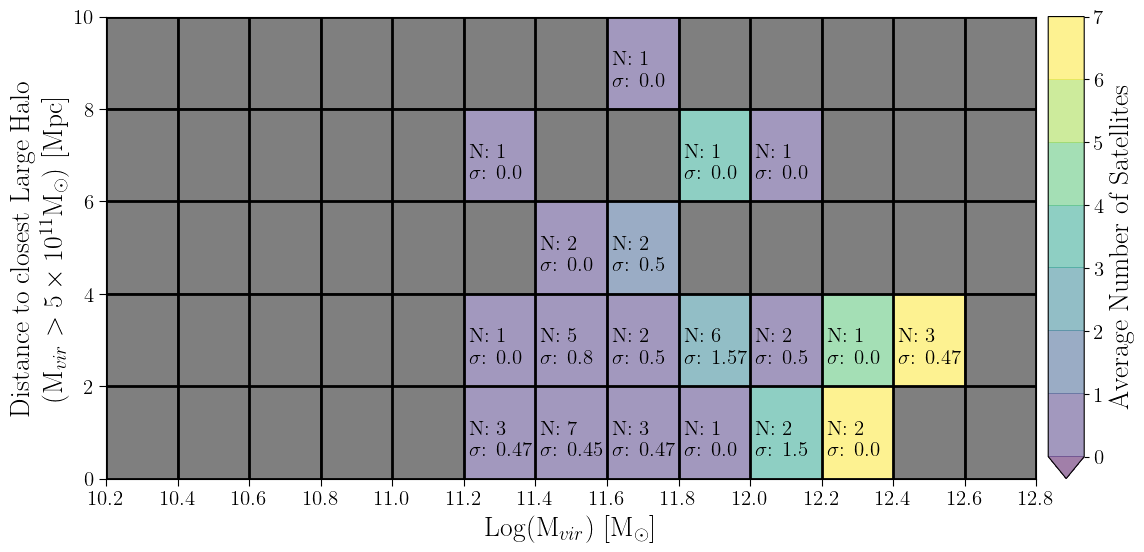 10
8
6
4
2
0
Distance to closest Large Halo
(M_{vir} > 5 × 10^{11}M_⊙) [Mpc]
N: 1
σ: 0.0
N: 1
σ: 0.0
N: 1
σ: 0.0
N: 1
σ: 0.0
N: 2
σ: 0.0
N: 2
σ: 0.5
N: 1
σ: 0.0
N: 5
σ: 0.8
N: 2
σ: 0.5
N: 6
σ: 1.57
N: 2
σ: 0.5
N: 1
σ: 0.0
N: 3
σ: 0.47
N: 3
σ: 0.47
N: 7
σ: 0.45
N: 3
σ: 0.47
N: 1
σ: 0.0
N: 2
σ: 1.5
N: 2
σ: 0.0
10.2 10.4 10.6 10.8 11.0 11.2 11.4 11.6 11.8 12.0 12.2 12.4 12.6 12.8
Log(M_{vir}) [M_⊙]
7
6
5
4
3
2
1
0
Average Number of Satellites